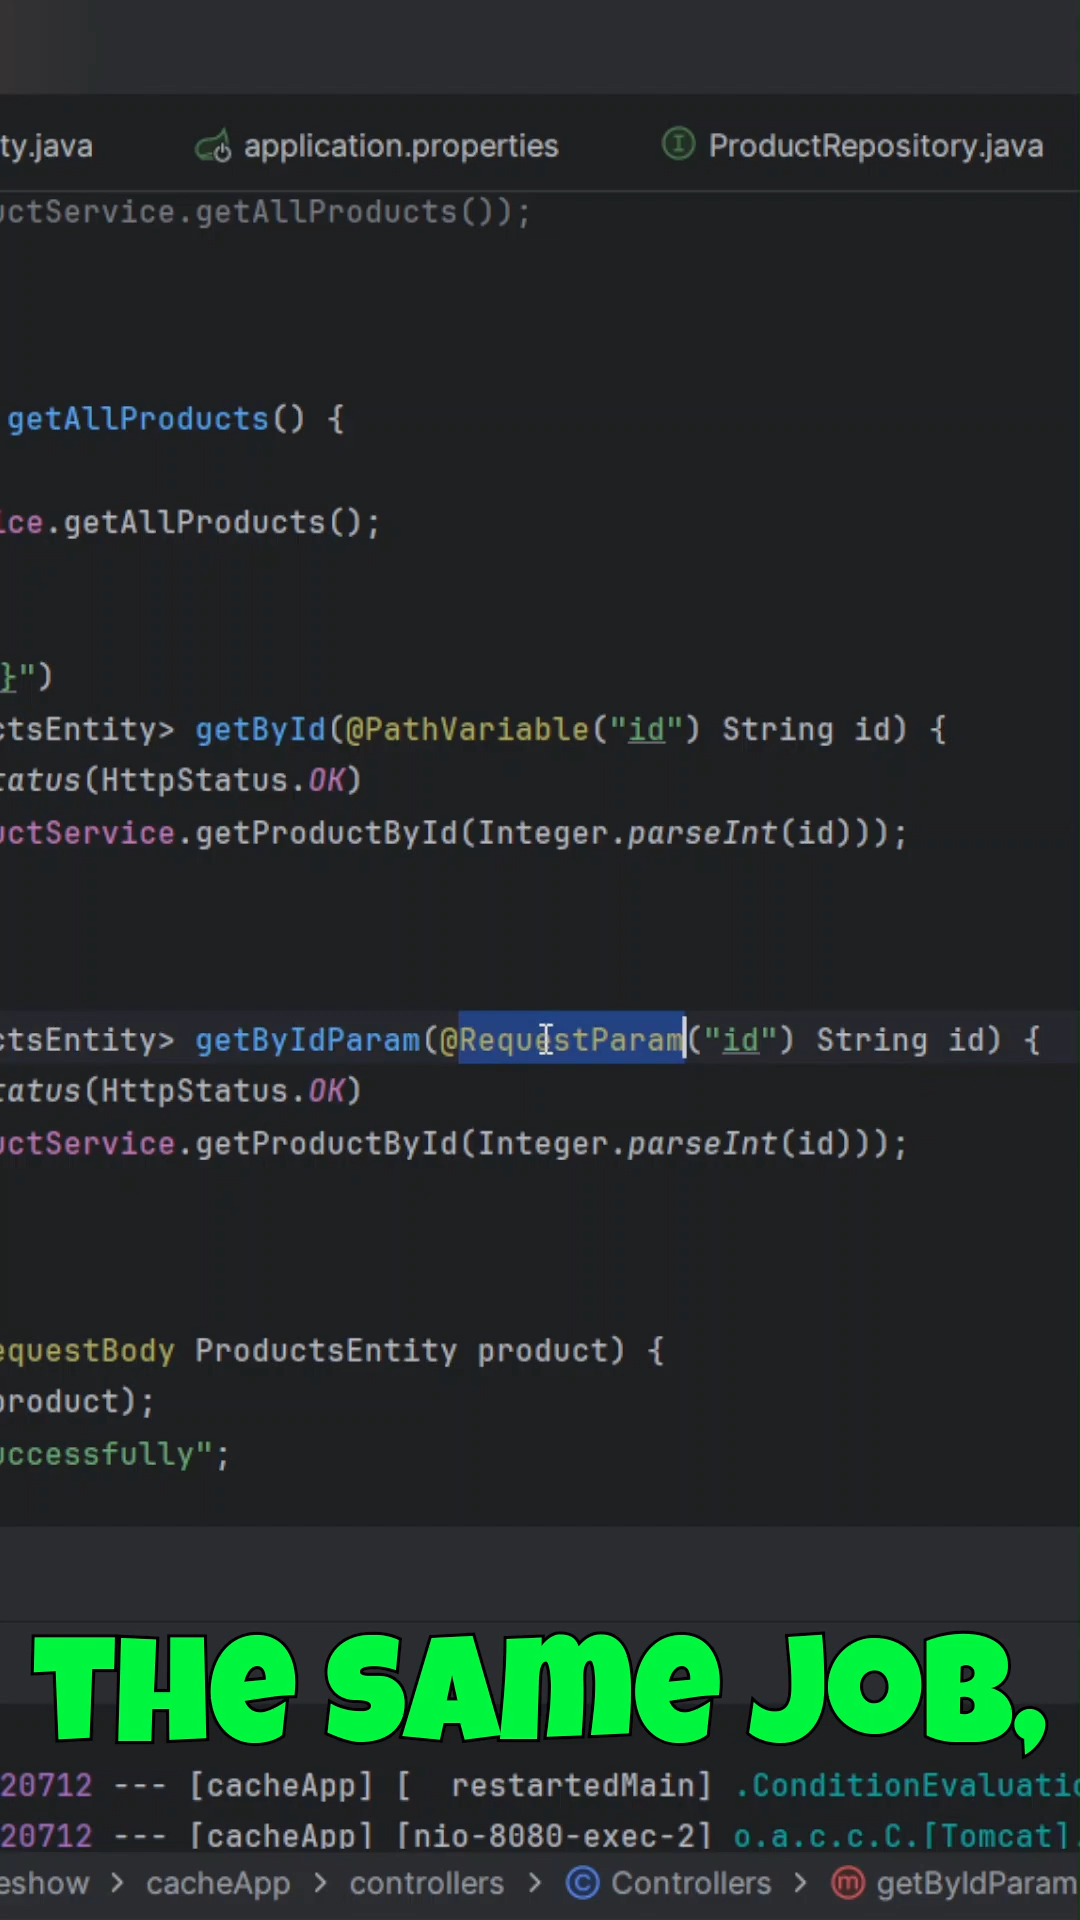 ty.java application.properties ProductRepository.java
uctService.getAllProducts());
getAllProducts() {
ice.getAllProducts();
}")
ctsEntity> getById(@PathVariable("id") String id) {
tatus(HttpStatus.OK)
uctService.getProductById(Integer.parseInt(id)));
ctsEntity> getByIdParam(@RequestParam("id") String id) {
tatus(HttpStatus.OK)
uctService.getProductById(Integer.parseInt(id)));
equestBody ProductsEntity product) {
product);
uccessfully";
THE SAME JOB,
20712 --- [cacheApp] [ restartedMain] .ConditionEvaluatio
20712 --- [cacheApp] [nio-8080-exec-2] o.a.c.c.C.[Tomcat].
eshow > cacheApp > controllers > Controllers > getByIdParam